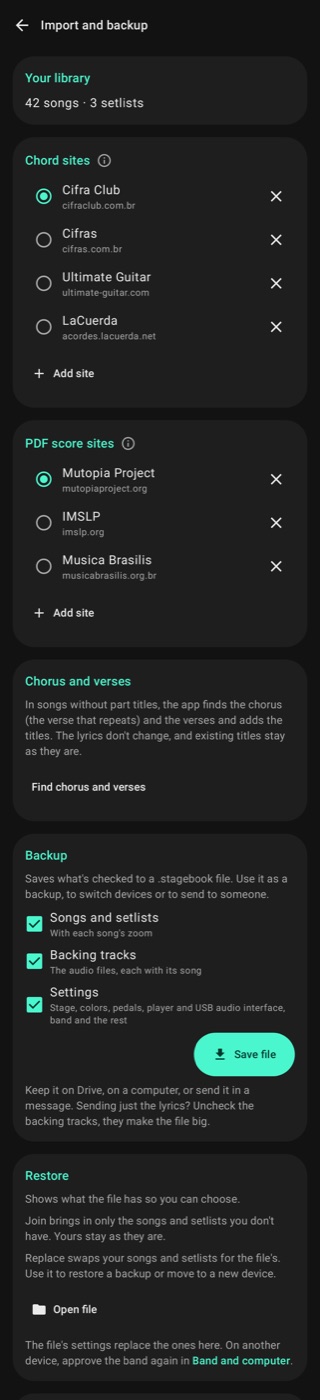 Import and backup
Your library
42 songs · 3 setlists
Chord sites
Cifra Club
cifraclub.com.br
Cifras
cifras.com.br
Ultimate Guitar
ultimate-guitar.com
LaCuerda
acordes.lacuerda.net
+ Add site
PDF score sites
Mutopia Project
mutopiaproject.org
IMSLP
imslp.org
Musica Brasilis
musicabrasilis.org.br
+ Add site
Chorus and verses
In songs without part titles, the app finds the chorus
(the verse that repeats) and the verses and adds the
titles. The lyrics don't change, and existing titles stay
as they are.
Find chorus and verses
Backup
Saves what's checked to a .stagebook file. Use it as a
backup, to switch devices or to send to someone.
Songs and setlists
With each song's zoom
Backing tracks
The audio files, each with its song
Settings
Stage, colors, pedals, player and USB audio interface,
band and the rest
Save file
Keep it on Drive, on a computer, or send it in a
message. Sending just the lyrics? Uncheck the
backing tracks, they make the file big.
Restore
Shows what the file has so you can choose.
Join brings in only the songs and setlists you don't
have. Yours stay as they are.
Replace swaps your songs and setlists for the file's.
Use it to restore a backup or move to a new device.
Open file
The file's settings replace the ones here. On another
device, approve the band again in Band and computer.